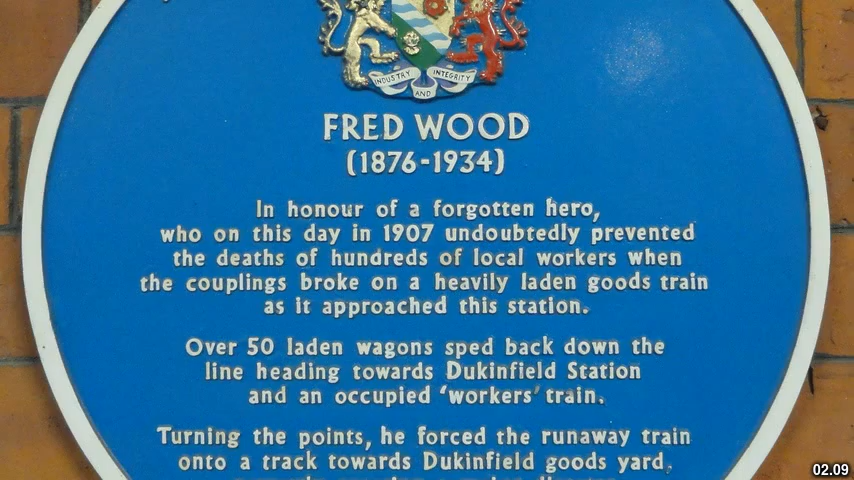 INDUSTRY AND INTEGRITY
FRED WOOD
(1876-1934)
In honour of a forgotten hero,
who on this day in 1907 undoubtedly prevented
the deaths of hundreds of local workers when
the couplings broke on a heavily laden goods train
as it approached this station.
Over 50 laden wagons sped back down the
line heading towards Dukinfield Station
and an occupied 'workers' train.
Turning the points, he forced the runaway train
onto a track towards Dukinfield goods yard,
02.09